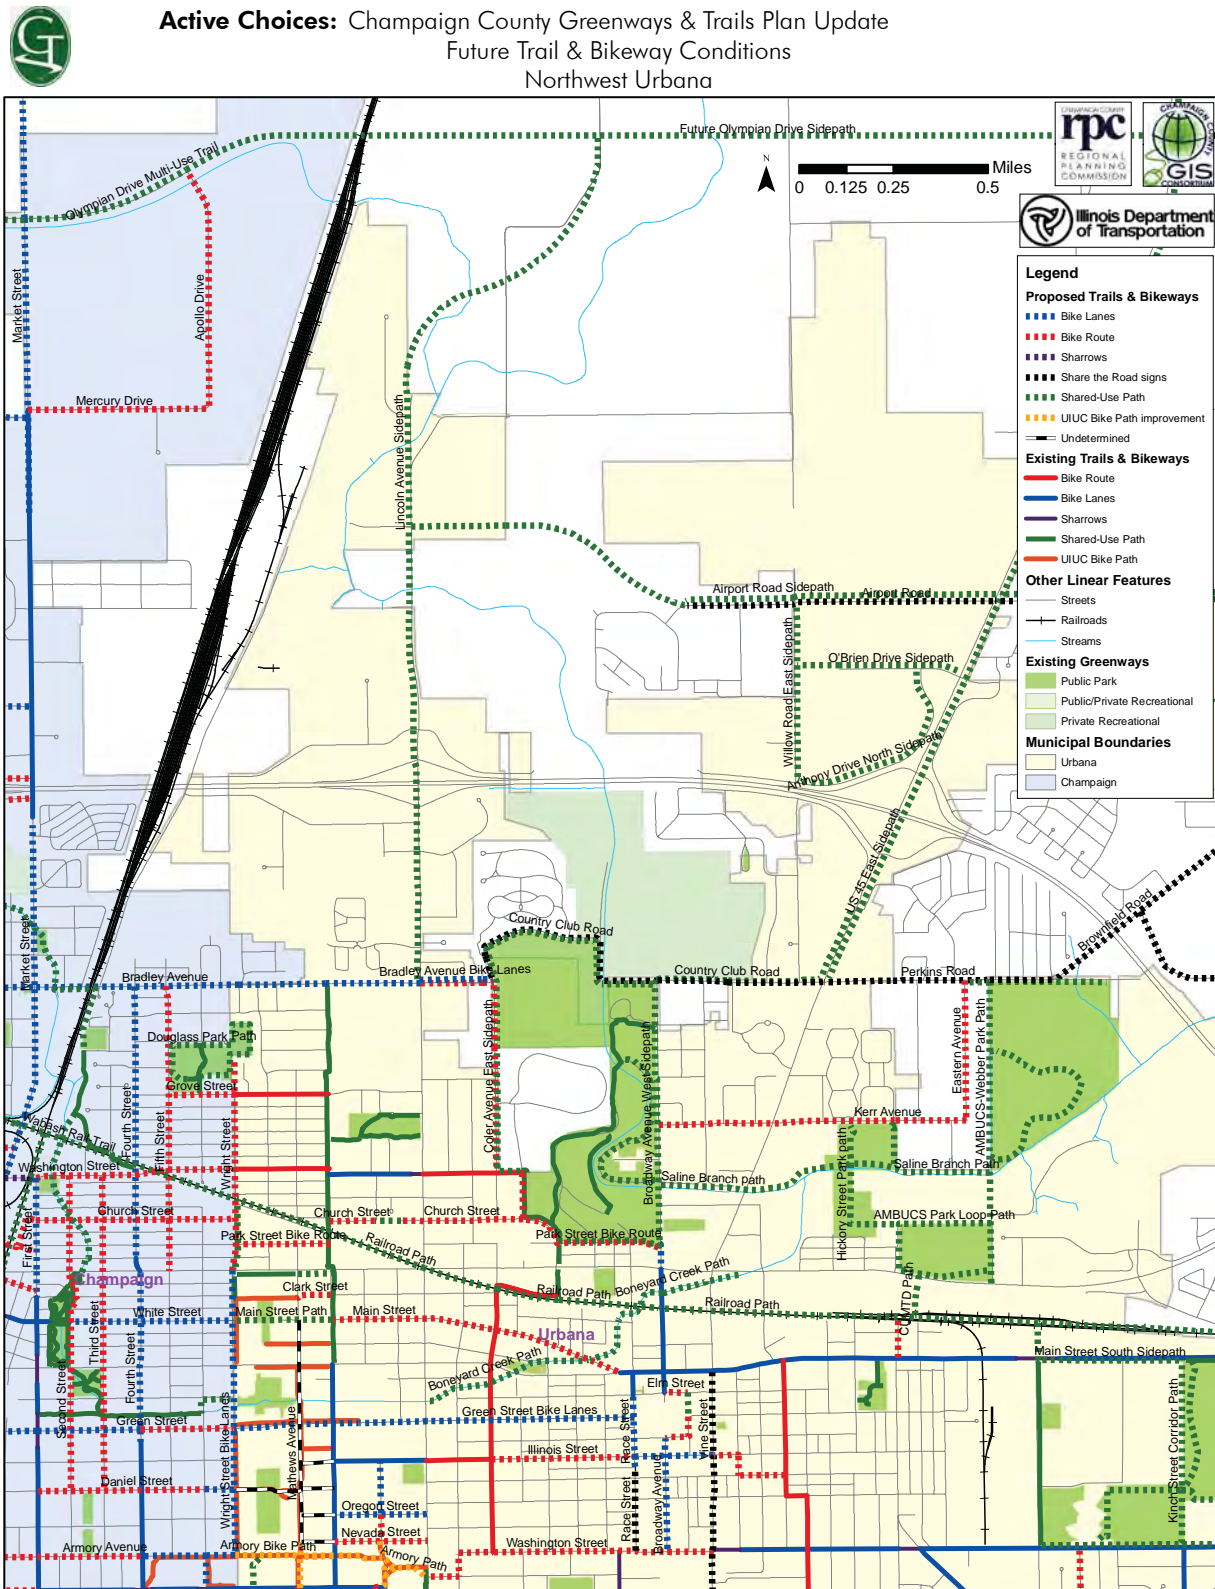 Active Choices: Champaign County Greenways & Trails Plan Update
Future Trail & Bikeway Conditions
Northwest Urbana
GT
Future Olympian Drive Sidepath
N
Miles
0 0.125 0.25 0.5
CHAMPAIGN COUNTY
rpc
REGIONAL
PLANNING
COMMISSION
CHAMPAIGN COUNTY
GIS
CONSORTIUM
Illinois Department
of Transportation
Legend
Proposed Trails & Bikeways
Bike Lanes
Bike Route
Sharrows
Share the Road signs
Shared-Use Path
UIUC Bike Path improvement
Undetermined
Existing Trails & Bikeways
Bike Route
Bike Lanes
Sharrows
Shared-Use Path
UIUC Bike Path
Other Linear Features
Streets
Railroads
Streams
Existing Greenways
Public Park
Public/Private Recreational
Private Recreational
Municipal Boundaries
Urbana
Champaign
Olympian Drive Multi-Use Trail
Market Street
Apollo Drive
Mercury Drive
Lincoln Avenue Sidepath
Airport Road Sidepath
Airport Road
O'Brien Drive Sidepath
Willow Road East Sidepath
Anthony Drive North Sidepath
US 45 East Sidepath
Brownfield Road
Country Club Road
Market Street
Bradley Avenue
Bradley Avenue Bike Lanes
Country Club Road
Perkins Road
Douglass Park Path
Grove Street
Fourth Street
Fifth Street
Wright Street
Coler Avenue East Sidepath
Broadway Avenue West Sidepath
Eastern Avenue
AMBUCS-Webber Park Path
Kerr Avenue
Wabash Rail-Trail
Washington Street
Saline Branch path
Saline Branch Path
Hickory Street Park path
Church Street
Church Street
Church Street
AMBUCS Park Loop Path
First Street
Park Street Bike Route
Park Street Bike Route
Railroad Path
Champaign
Clark Street
Railroad Path
Boneyard Creek Path
Railroad Path
CUMTD Path
White Street
Main Street Path
Main Street
Urbana
Third Street
Fourth Street
Main Street South Sidepath
Boneyard Creek Path
Elm Street
Second Street
Green Street
Green Street Bike Lanes
Wright Street Bike Lanes
Mathews Avenue
Race Street
Vine Street
Kinch Street Corridor Path
Illinois Street
Daniel Street
Oregon Street
Race Street
Broadway Avenue
Nevada Street
Washington Street
Armory Avenue
Armory Bike Path
Armory Path